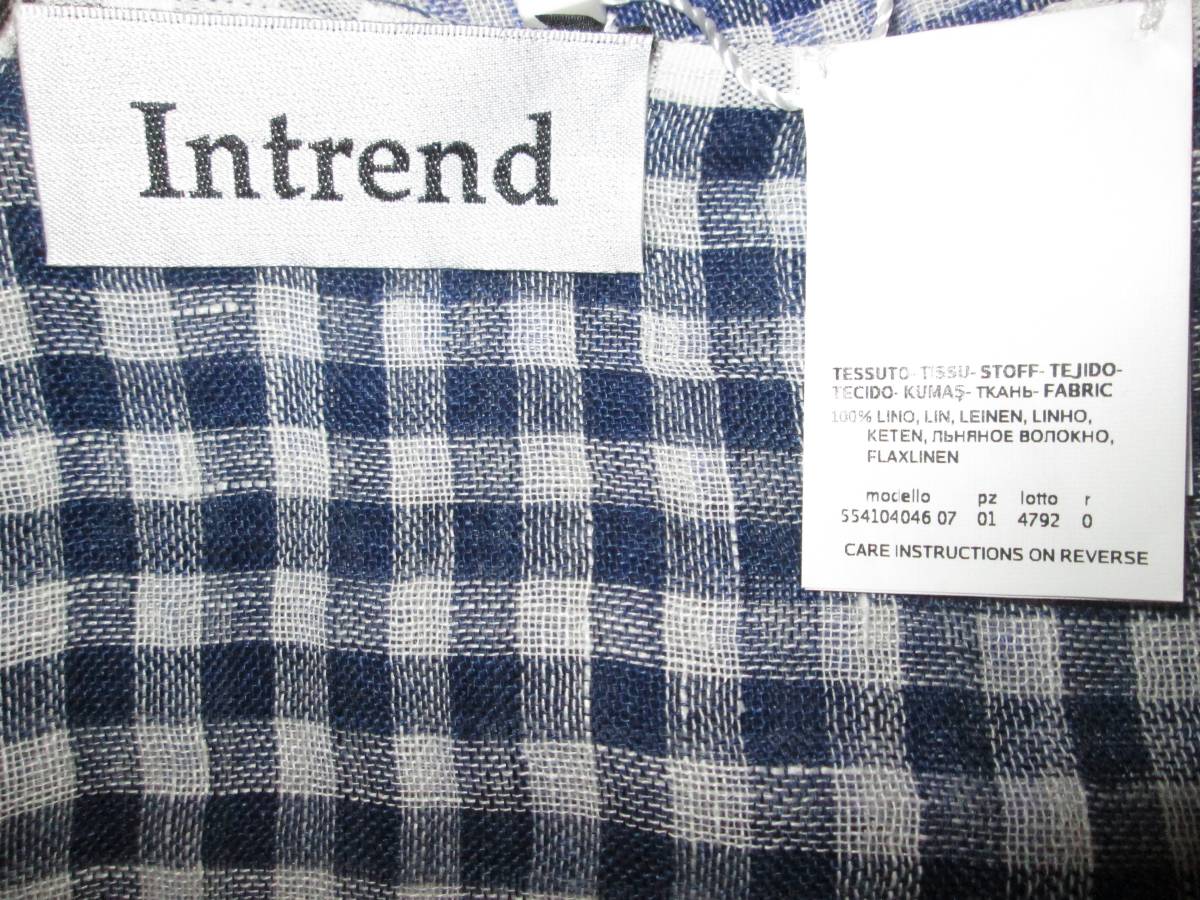 Intrend
TESSUTO- TISSU- STOFF- TEJIDO-
TECIDO- KUMAŞ- ТКАНЬ- FABRIC
100% LINO, LIN, LEINEN, LINHO,
KETEN, ЛЬНЯНОЕ ВОЛОКНО,
FLAXLINEN
modello pz lotto r
554104046 07 01 4792 0
CARE INSTRUCTIONS ON REVERSE